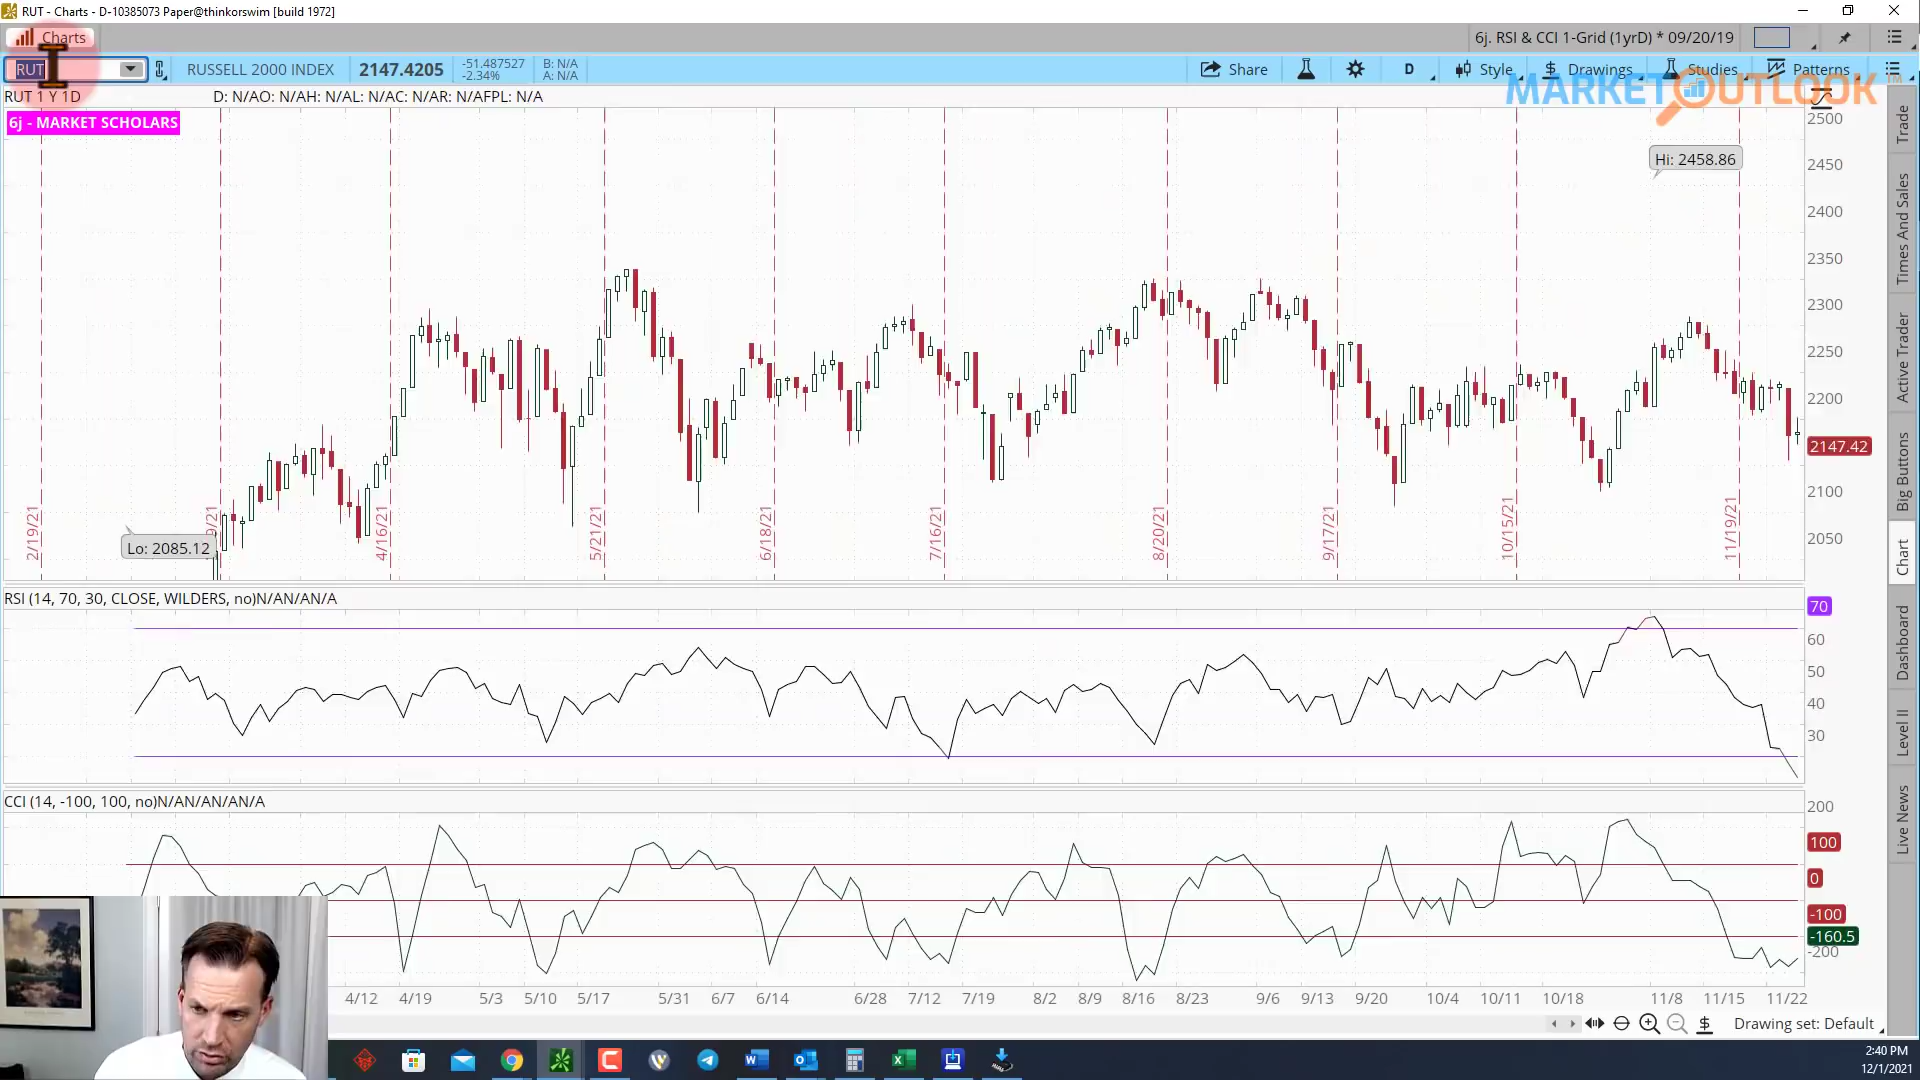 RUT - Charts - D-10385073 Paper@thinkorswim [build 1972]
Charts
6j. RSI & CCI 1-Grid (1yrD) * 09/20/19
RUT
RUSSELL 2000 INDEX
2147.4205
-51.487527
-2.34%
B: N/A
A: N/A
Share
D
Style
Drawings
Studies
Patterns
MARKET OUTLOOK
TM
RUT 1 Y 1D
D: N/AO: N/AH: N/AL: N/AC: N/AR: N/AFPL: N/A
6j - MARKET SCHOLARS
Hi: 2458.86
Lo: 2085.12
2500
2450
2400
2350
2300
2250
2200
2147.42
2100
2050
2/19/21
9/21
4/16/21
5/21/21
6/18/21
7/16/21
8/20/21
9/17/21
10/15/21
11/19/21
RSI (14, 70, 30, CLOSE, WILDERS, no)N/AN/AN/A
70
60
50
40
30
CCI (14, -100, 100, no)N/AN/AN/AN/A
200
100
0
-100
-160.5
-200
4/12
4/19
5/3
5/10
5/17
5/31
6/7
6/14
6/28
7/12
7/19
8/2
8/9
8/16
8/23
9/6
9/13
9/20
10/4
10/11
10/18
11/8
11/15
11/22
Drawing set: Default
Trade
Times And Sales
Active Trader
Big Buttons
Chart
Dashboard
Level II
Live News
2:40 PM
12/1/2021